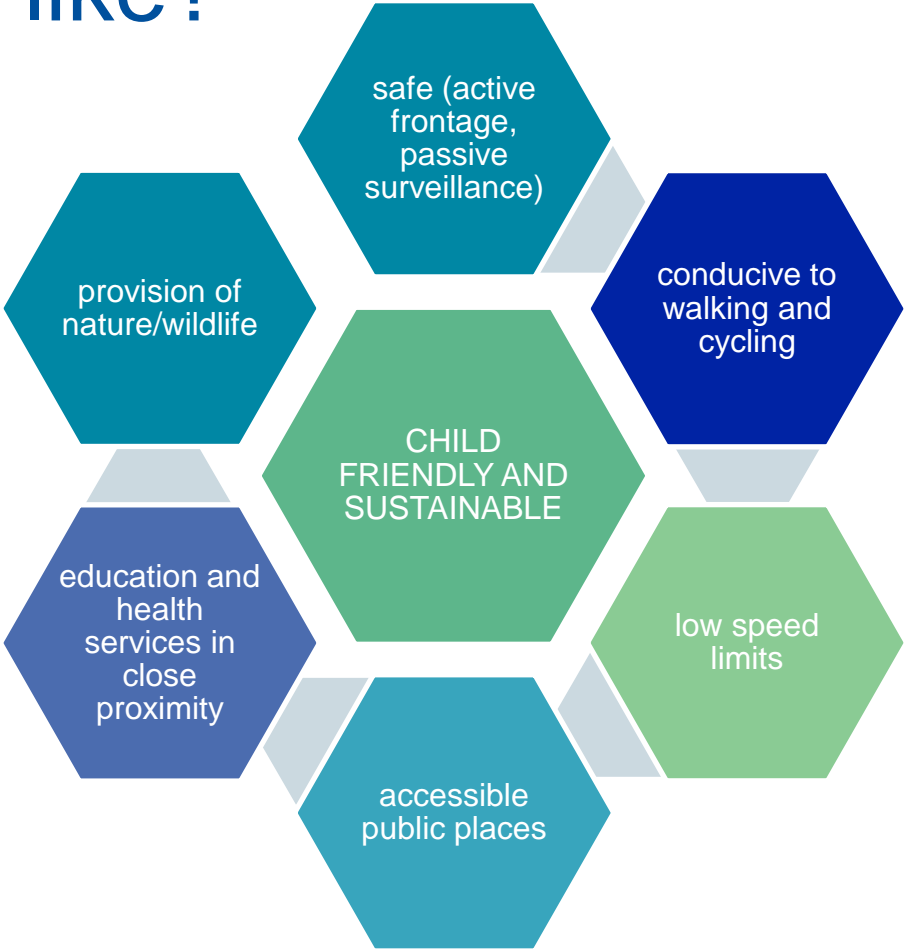 like?
safe (active
frontage,
passive
surveillance)
conducive to
walking and
cycling
low speed
limits
accessible
public places
education and
health
services in
close
proximity
provision of
nature/wildlife
CHILD
FRIENDLY AND
SUSTAINABLE